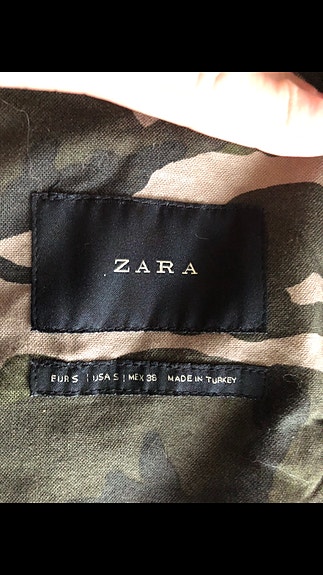 ZARA
EUR S | USA S | MEX 36 MADE IN TURKEY